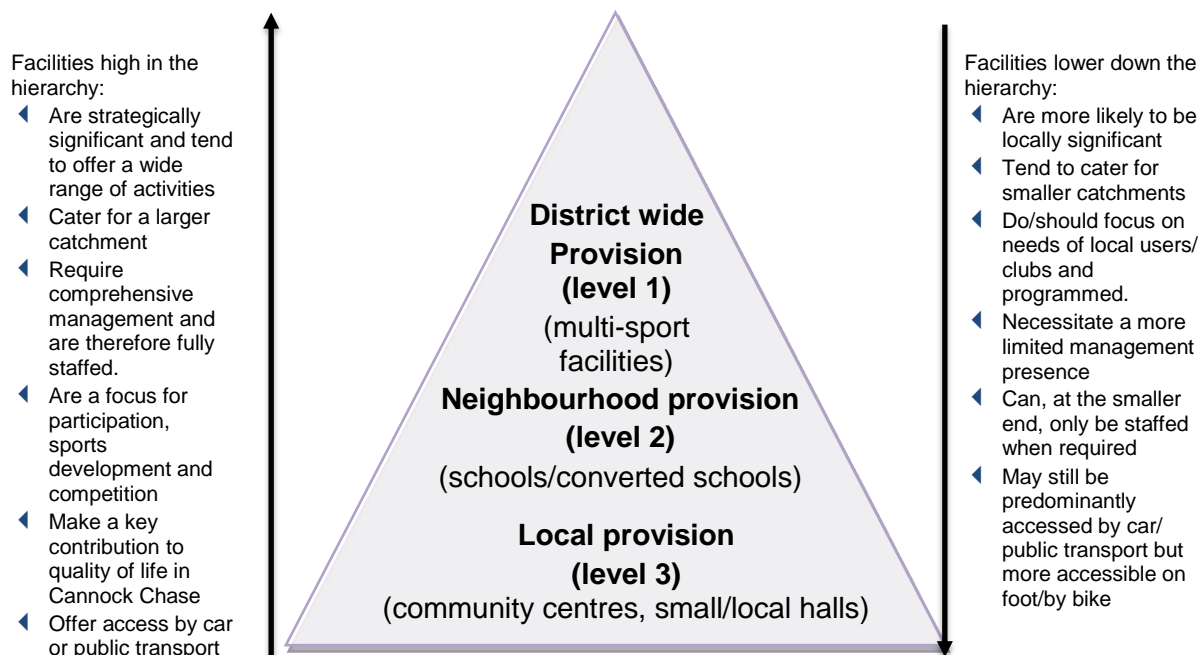 Facilities high in the
hierarchy:
Are strategically
significant and tend
to offer a wide
range of activities
Cater for a larger
catchment
Require
comprehensive
management and
are therefore fully
staffed.
Are a focus for
participation,
sports
development and
competition
Make a key
contribution to
quality of life in
Cannock Chase
Offer access by car
or public transport
District wide
Provision
(level 1)
(multi-sport
facilities)
Neighbourhood provision
(level 2)
(schools/converted schools)
Local provision
(level 3)
(community centres, small/local halls)
Facilities lower down the
hierarchy:
Are more likely to be
locally significant
Tend to cater for
smaller catchments
Do/should focus on
needs of local users/
clubs and
programmed.
Necessitate a more
limited management
presence
Can, at the smaller
end, only be staffed
when required
May still be
predominantly
accessed by car/
public transport but
more accessible on
foot/by bike